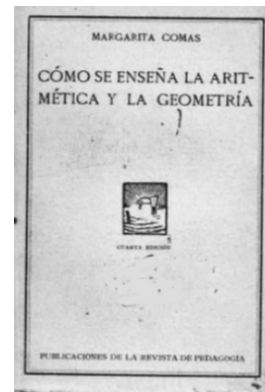 MARGARITA COMAS
CÓMO SE ENSEÑA LA ARIT-
MÉTICA Y LA GEOMETRÍA
CUARTA EDICIÓN
PUBLICACIONES DE LA REVISTA DE PEDAGOGÍA